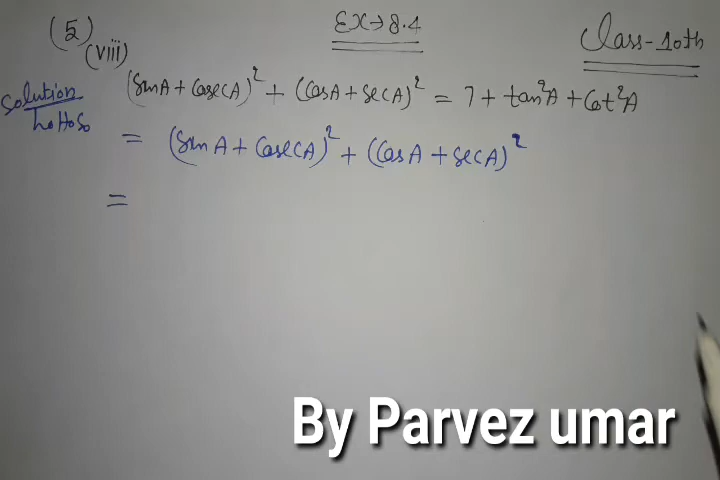 (5) Ex→8.4 Class-10th
(viii)
(SinA + CosecA)² + (CosA + SecA)² = 7 + tan²A + Cot²A
Solution
L.H.S.
= (Sin A + CosecA)² + (CosA + SecA)²
=
By Parvez umar